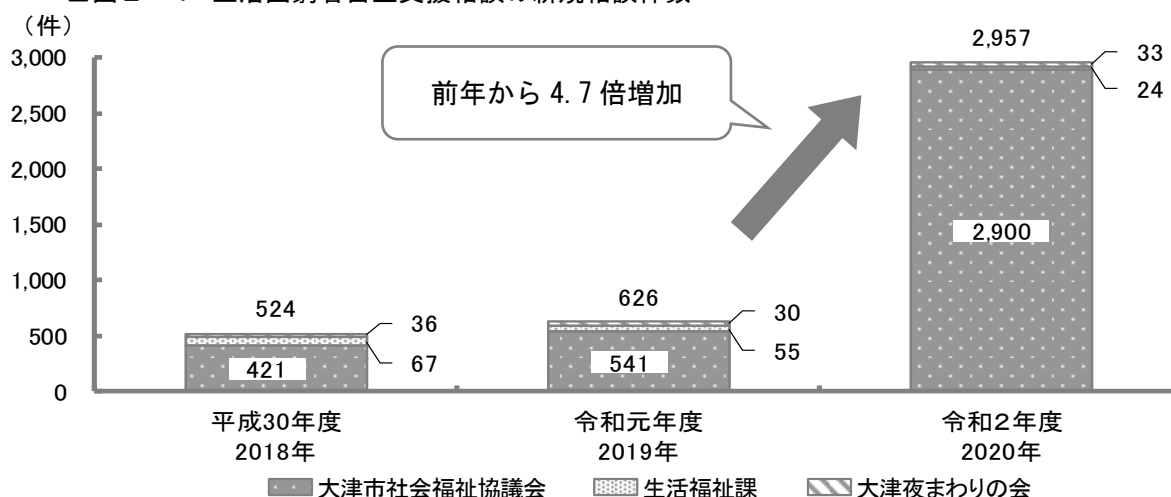 （件）
3,000
2,500
2,000
1,500
1,000
500
0
前年から 4.7 倍増加
524
36
67
421
626
30
55
541
2,957
33
24
2,900
平成30年度
2018年
令和元年度
2019年
令和２年度
2020年
大津市社会福祉協議会
生活福祉課
大津夜まわりの会